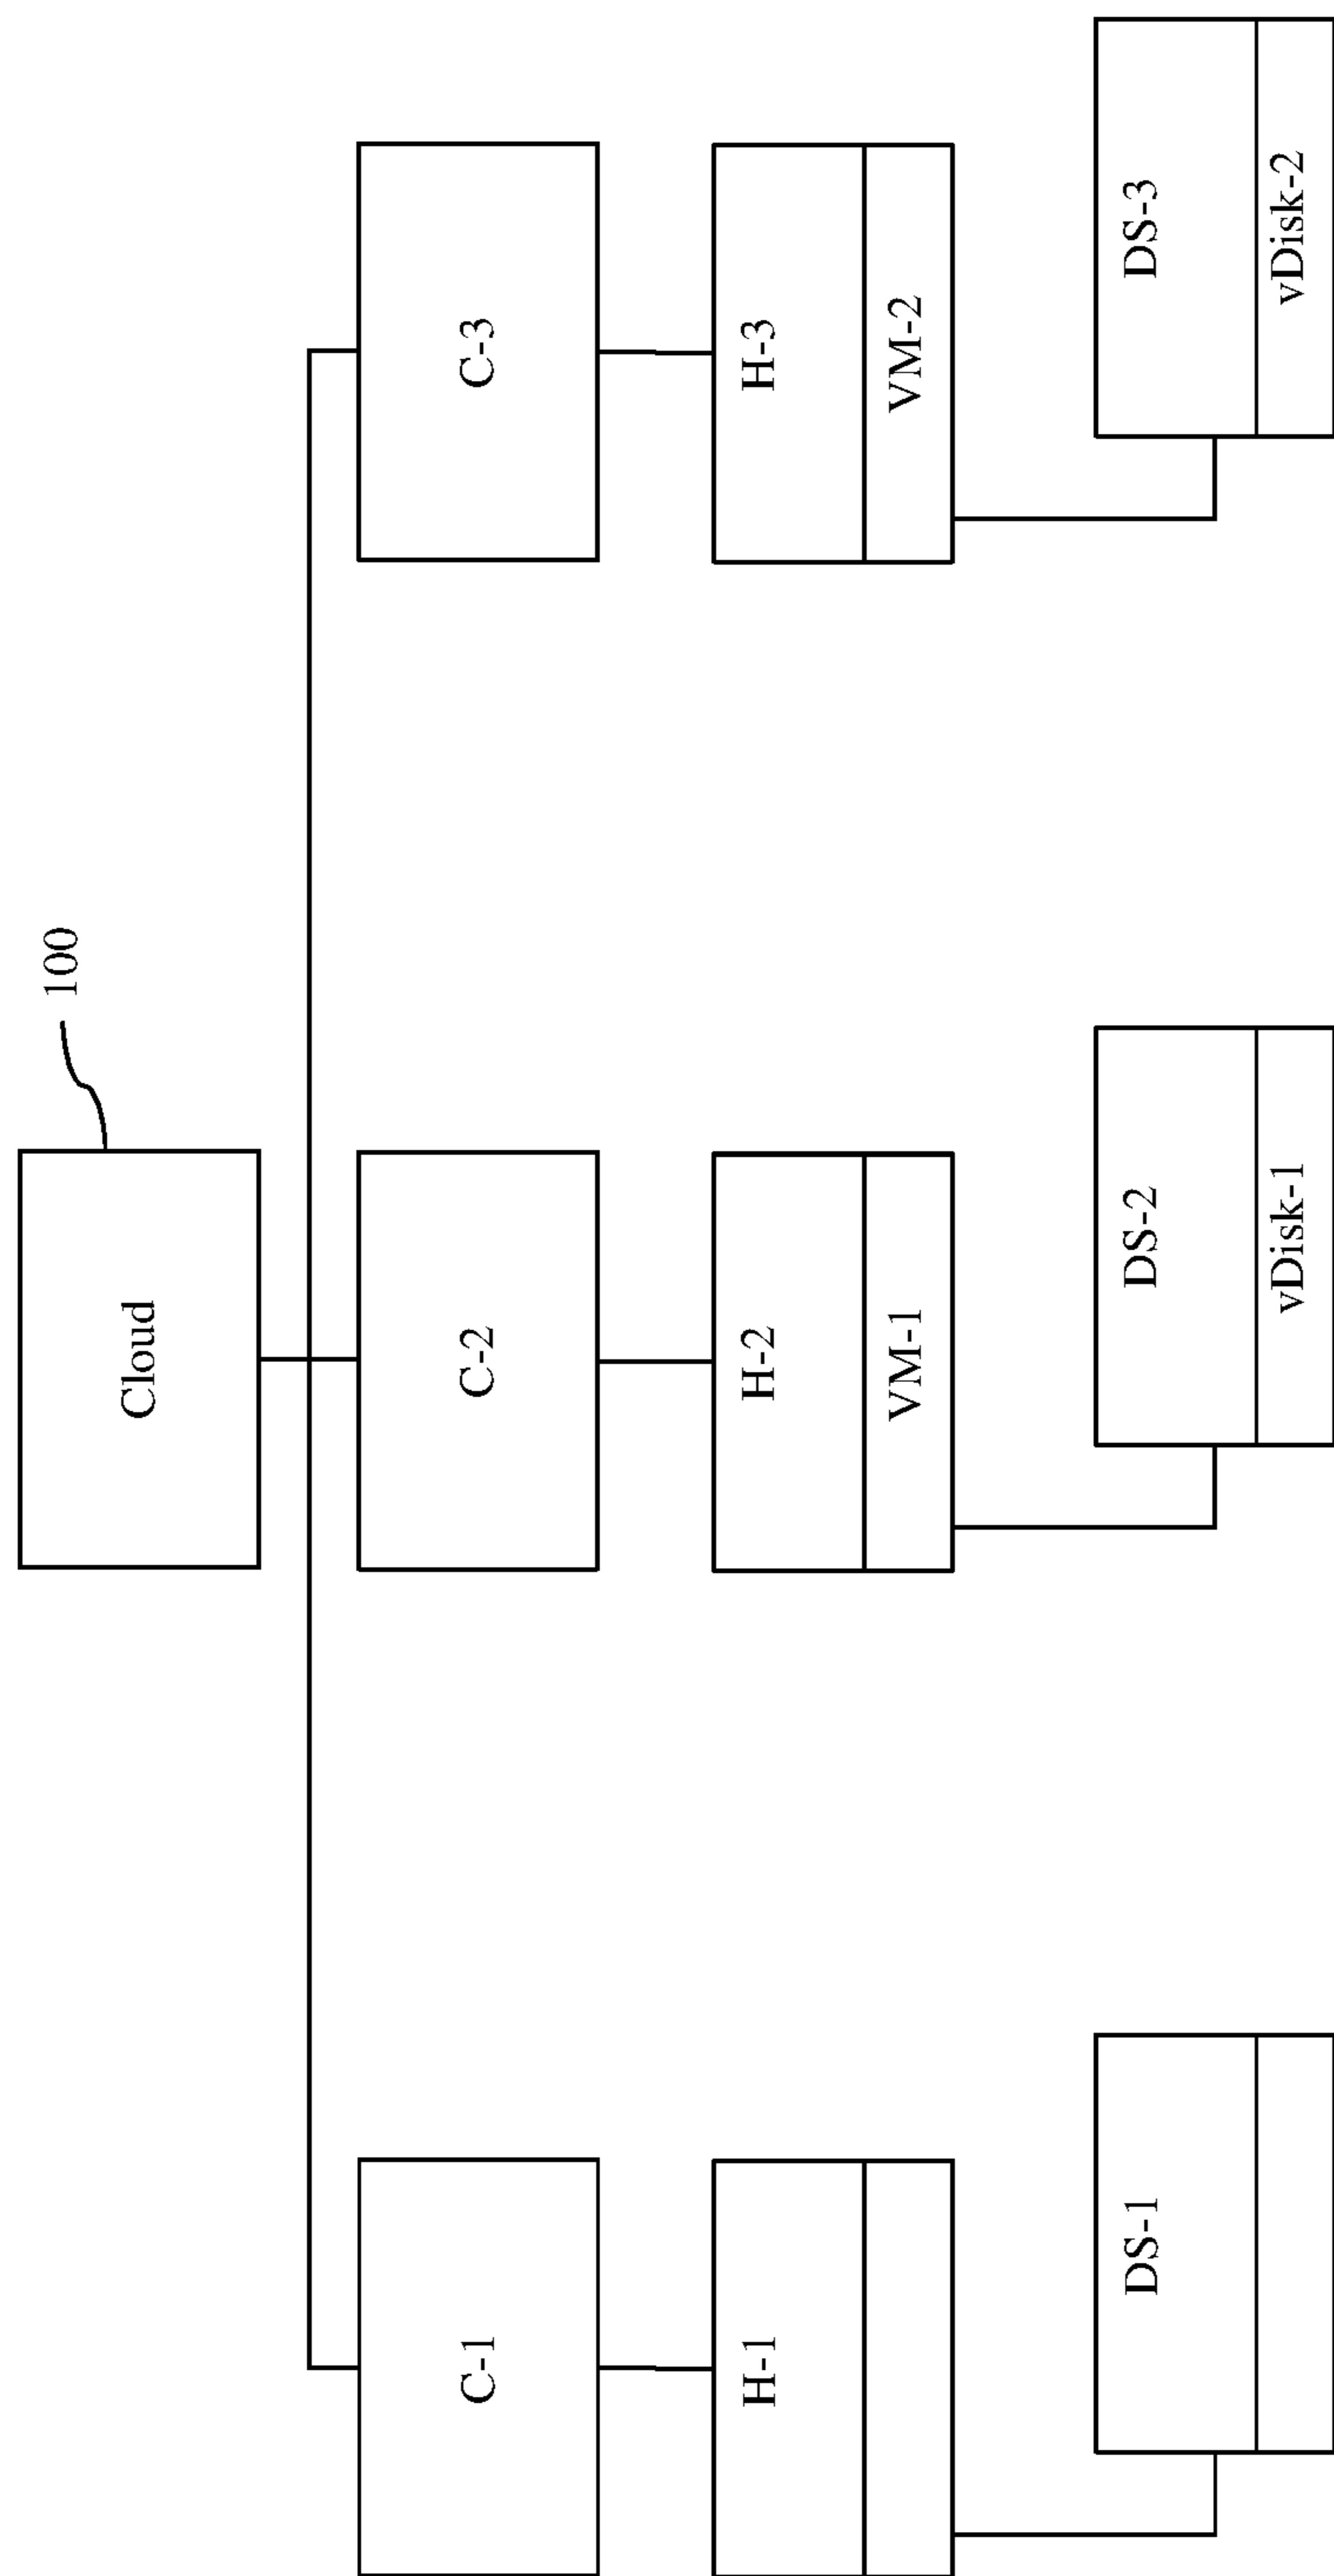 100
Cloud
C-1
C-2
C-3
H-1
H-2
H-3
VM-1
VM-2
DS-1
DS-2
DS-3
vDisk-1
vDisk-2